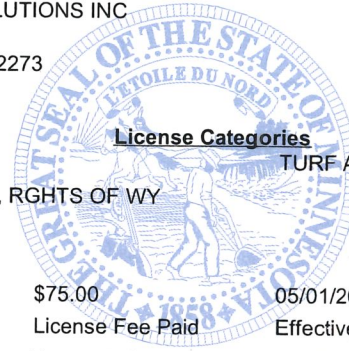 LUTIONS INC
2273
THE GREAT SEAL OF THE STATE OF MINNESOTA
L'ETOILE DU NORD
License Categories
TURF A
, RGHTS OF WY
$75.00 05/01/20
License Fee Paid Effective
1858